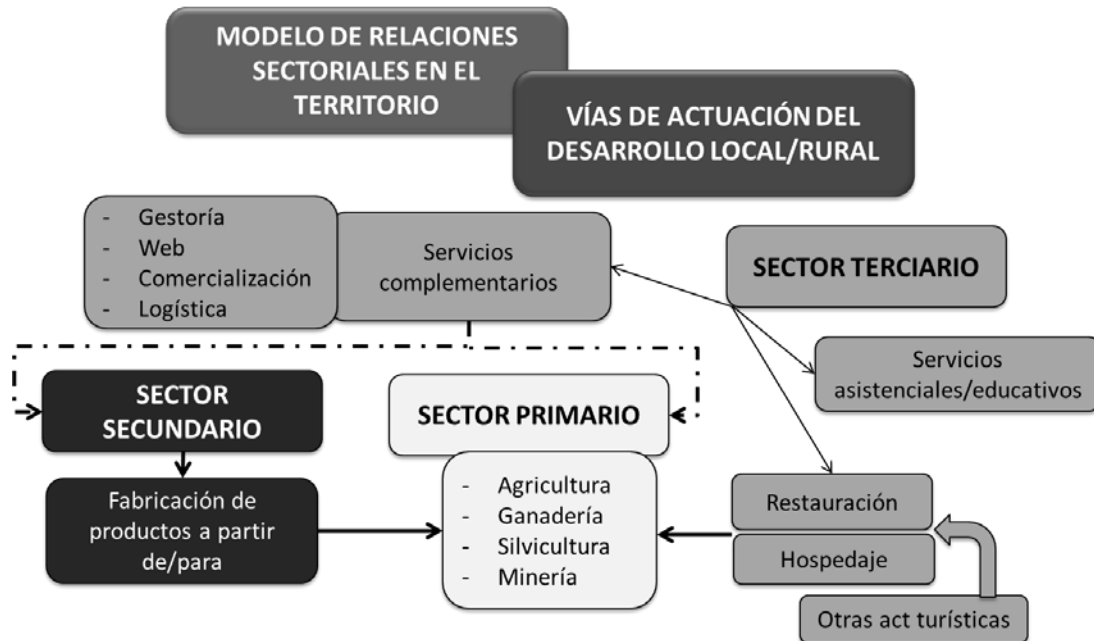 MODELO DE RELACIONES
SECTORIALES EN EL
TERRITORIO
VÍAS DE ACTUACIÓN DEL
DESARROLLO LOCAL/RURAL
- Gestoría
- Web
- Comercialización
- Logística
Servicios
complementarios
SECTOR TERCIARIO
Servicios
asistenciales/educativos
SECTOR
SECUNDARIO
SECTOR PRIMARIO
Fabricación de
productos a partir
de/para
- Agricultura
- Ganadería
- Silvicultura
- Minería
Restauración
Hospedaje
Otras act turísticas